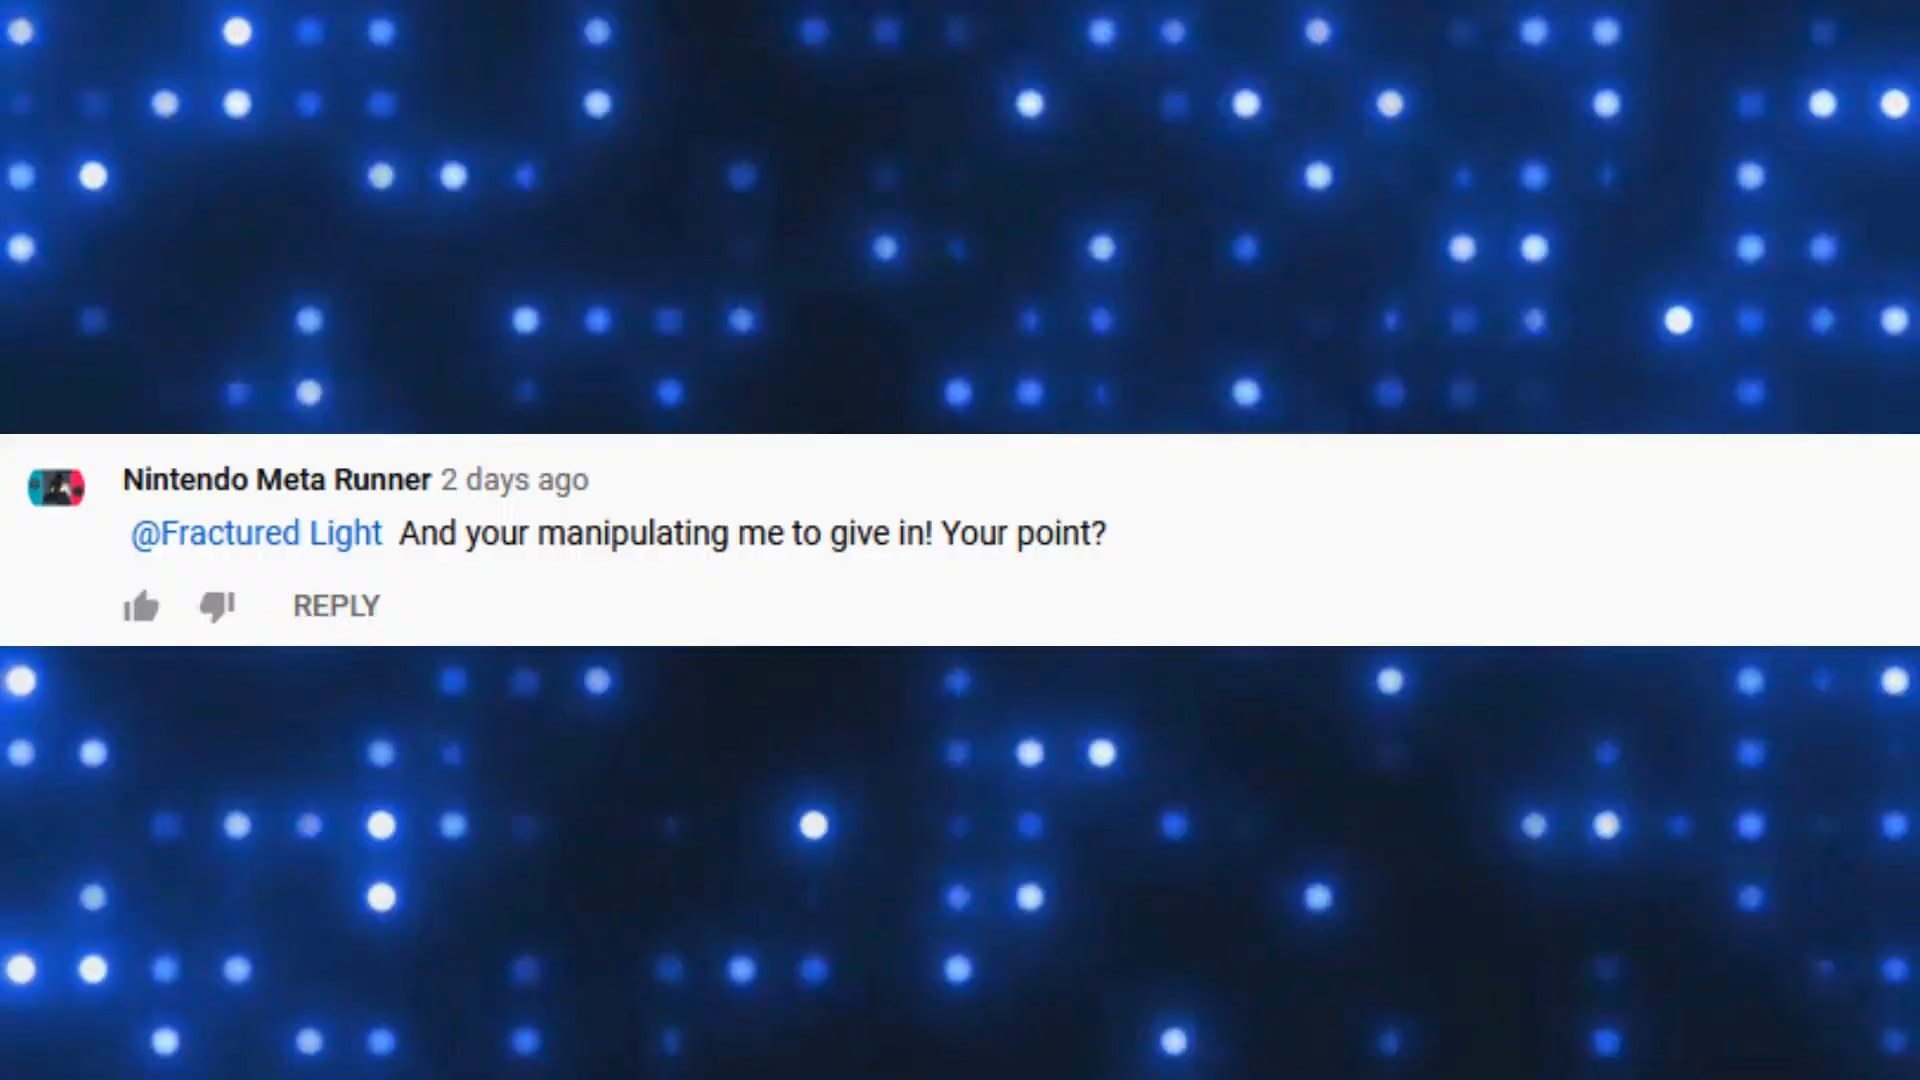 Nintendo Meta Runner 2 days ago
@Fractured Light And your manipulating me to give in! Your point?
REPLY